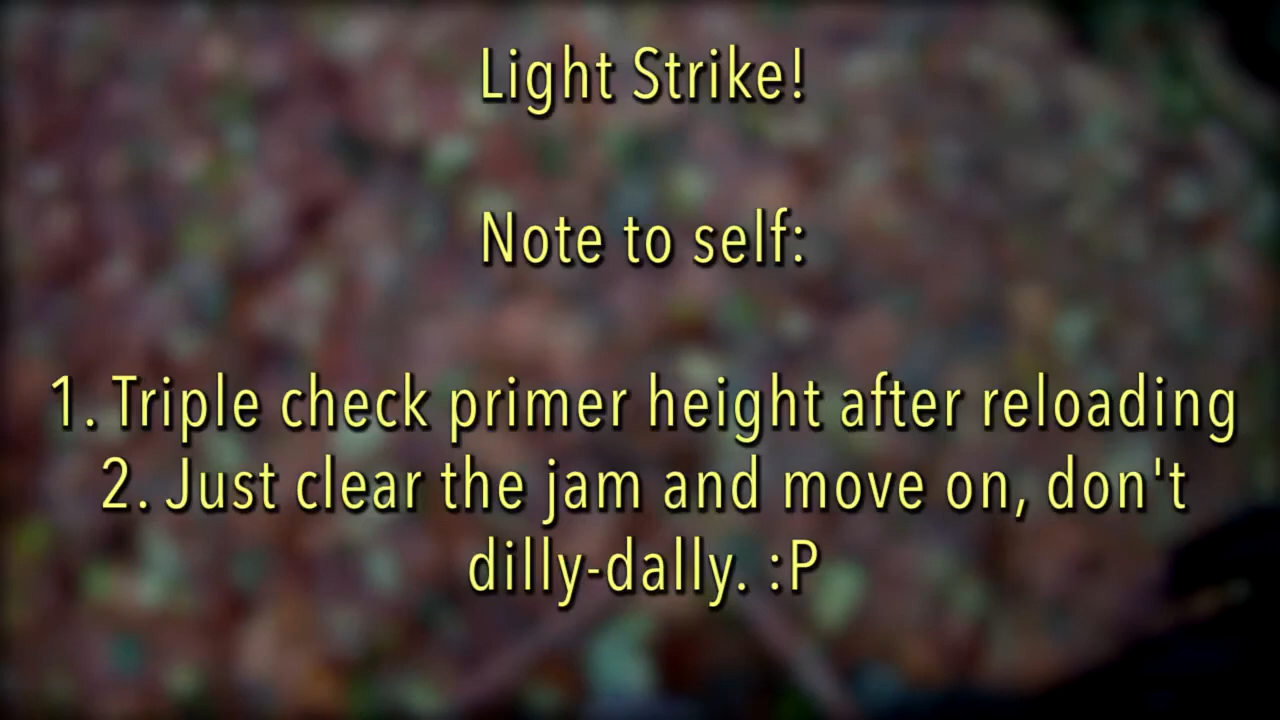 Light Strike!
Note to self:
1. Triple check primer height after reloading
2. Just clear the jam and move on, don't
dilly-dally. :P